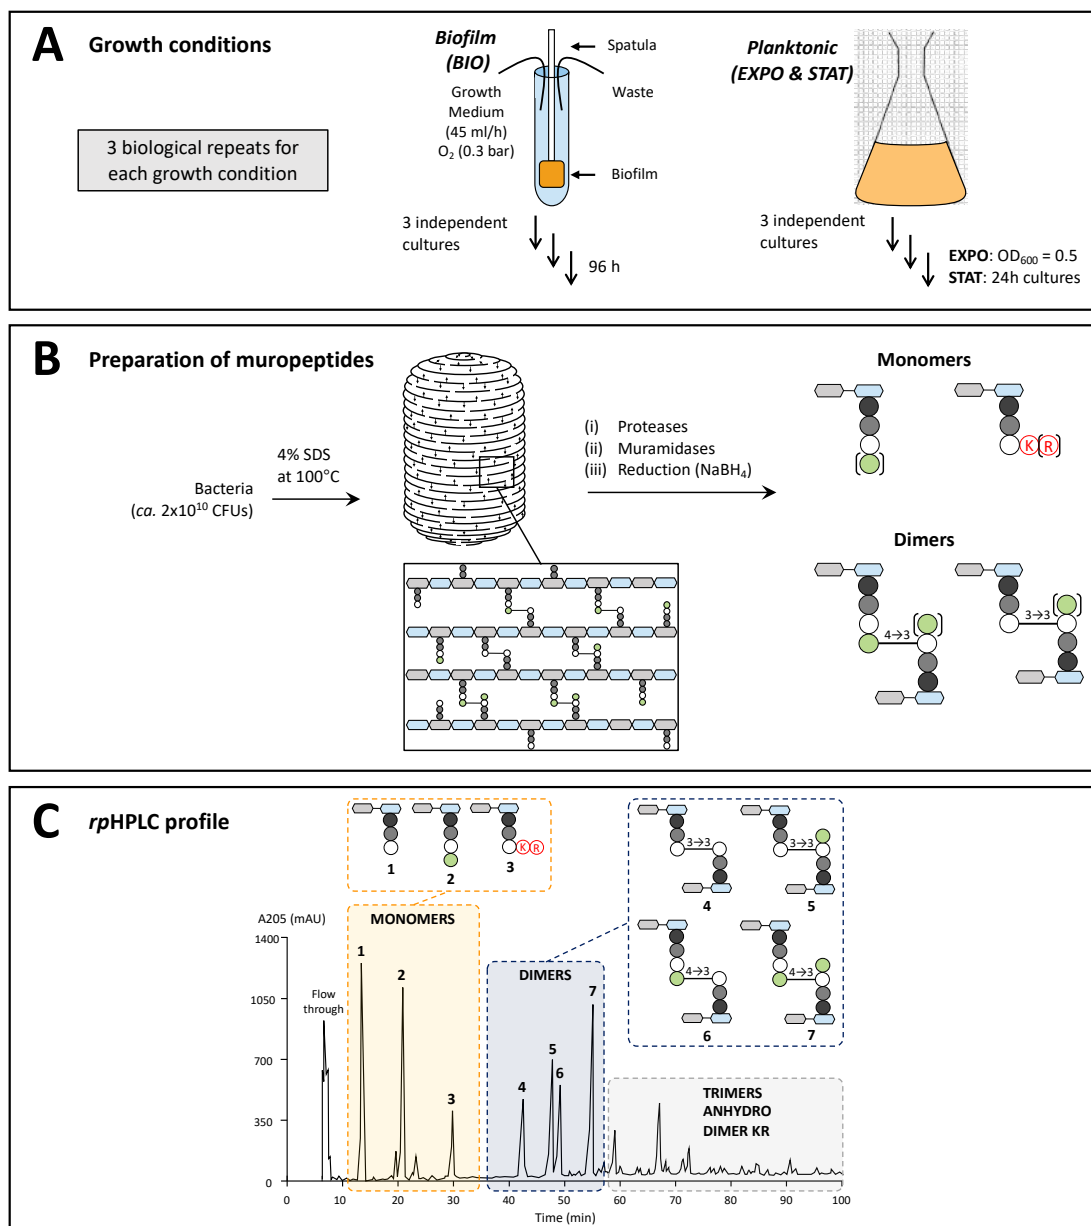 A Growth conditions
3 biological repeats for
each growth condition
Biofilm
(BIO)
Spatula
Growth
Medium
(45 ml/h)
O₂ (0.3 bar)
Waste
Biofilm
3 independent
cultures
96 h
Planktonic
(EXPO & STAT)
3 independent
cultures
EXPO: OD₆₀₀ = 0.5
STAT: 24h cultures
B Preparation of muropeptides
Bacteria
(ca. 2x10¹⁰ CFUs)
4% SDS
at 100°C
(i) Proteases
(ii) Muramidases
(iii) Reduction (NaBH₄)
Monomers
K R
Dimers
4→3
3→3
C rpHPLC profile
K R
1 2 3
3→3 3→3
4 5
4→3 4→3
6 7
A205 (mAU)
1400
1050
700
350
0
Flow
through
MONOMERS
1
2
3
DIMERS
4
5
6
7
TRIMERS
ANHYDRO
DIMER KR
0 10 20 30 40 50 60 70 80 90 100
Time (min)